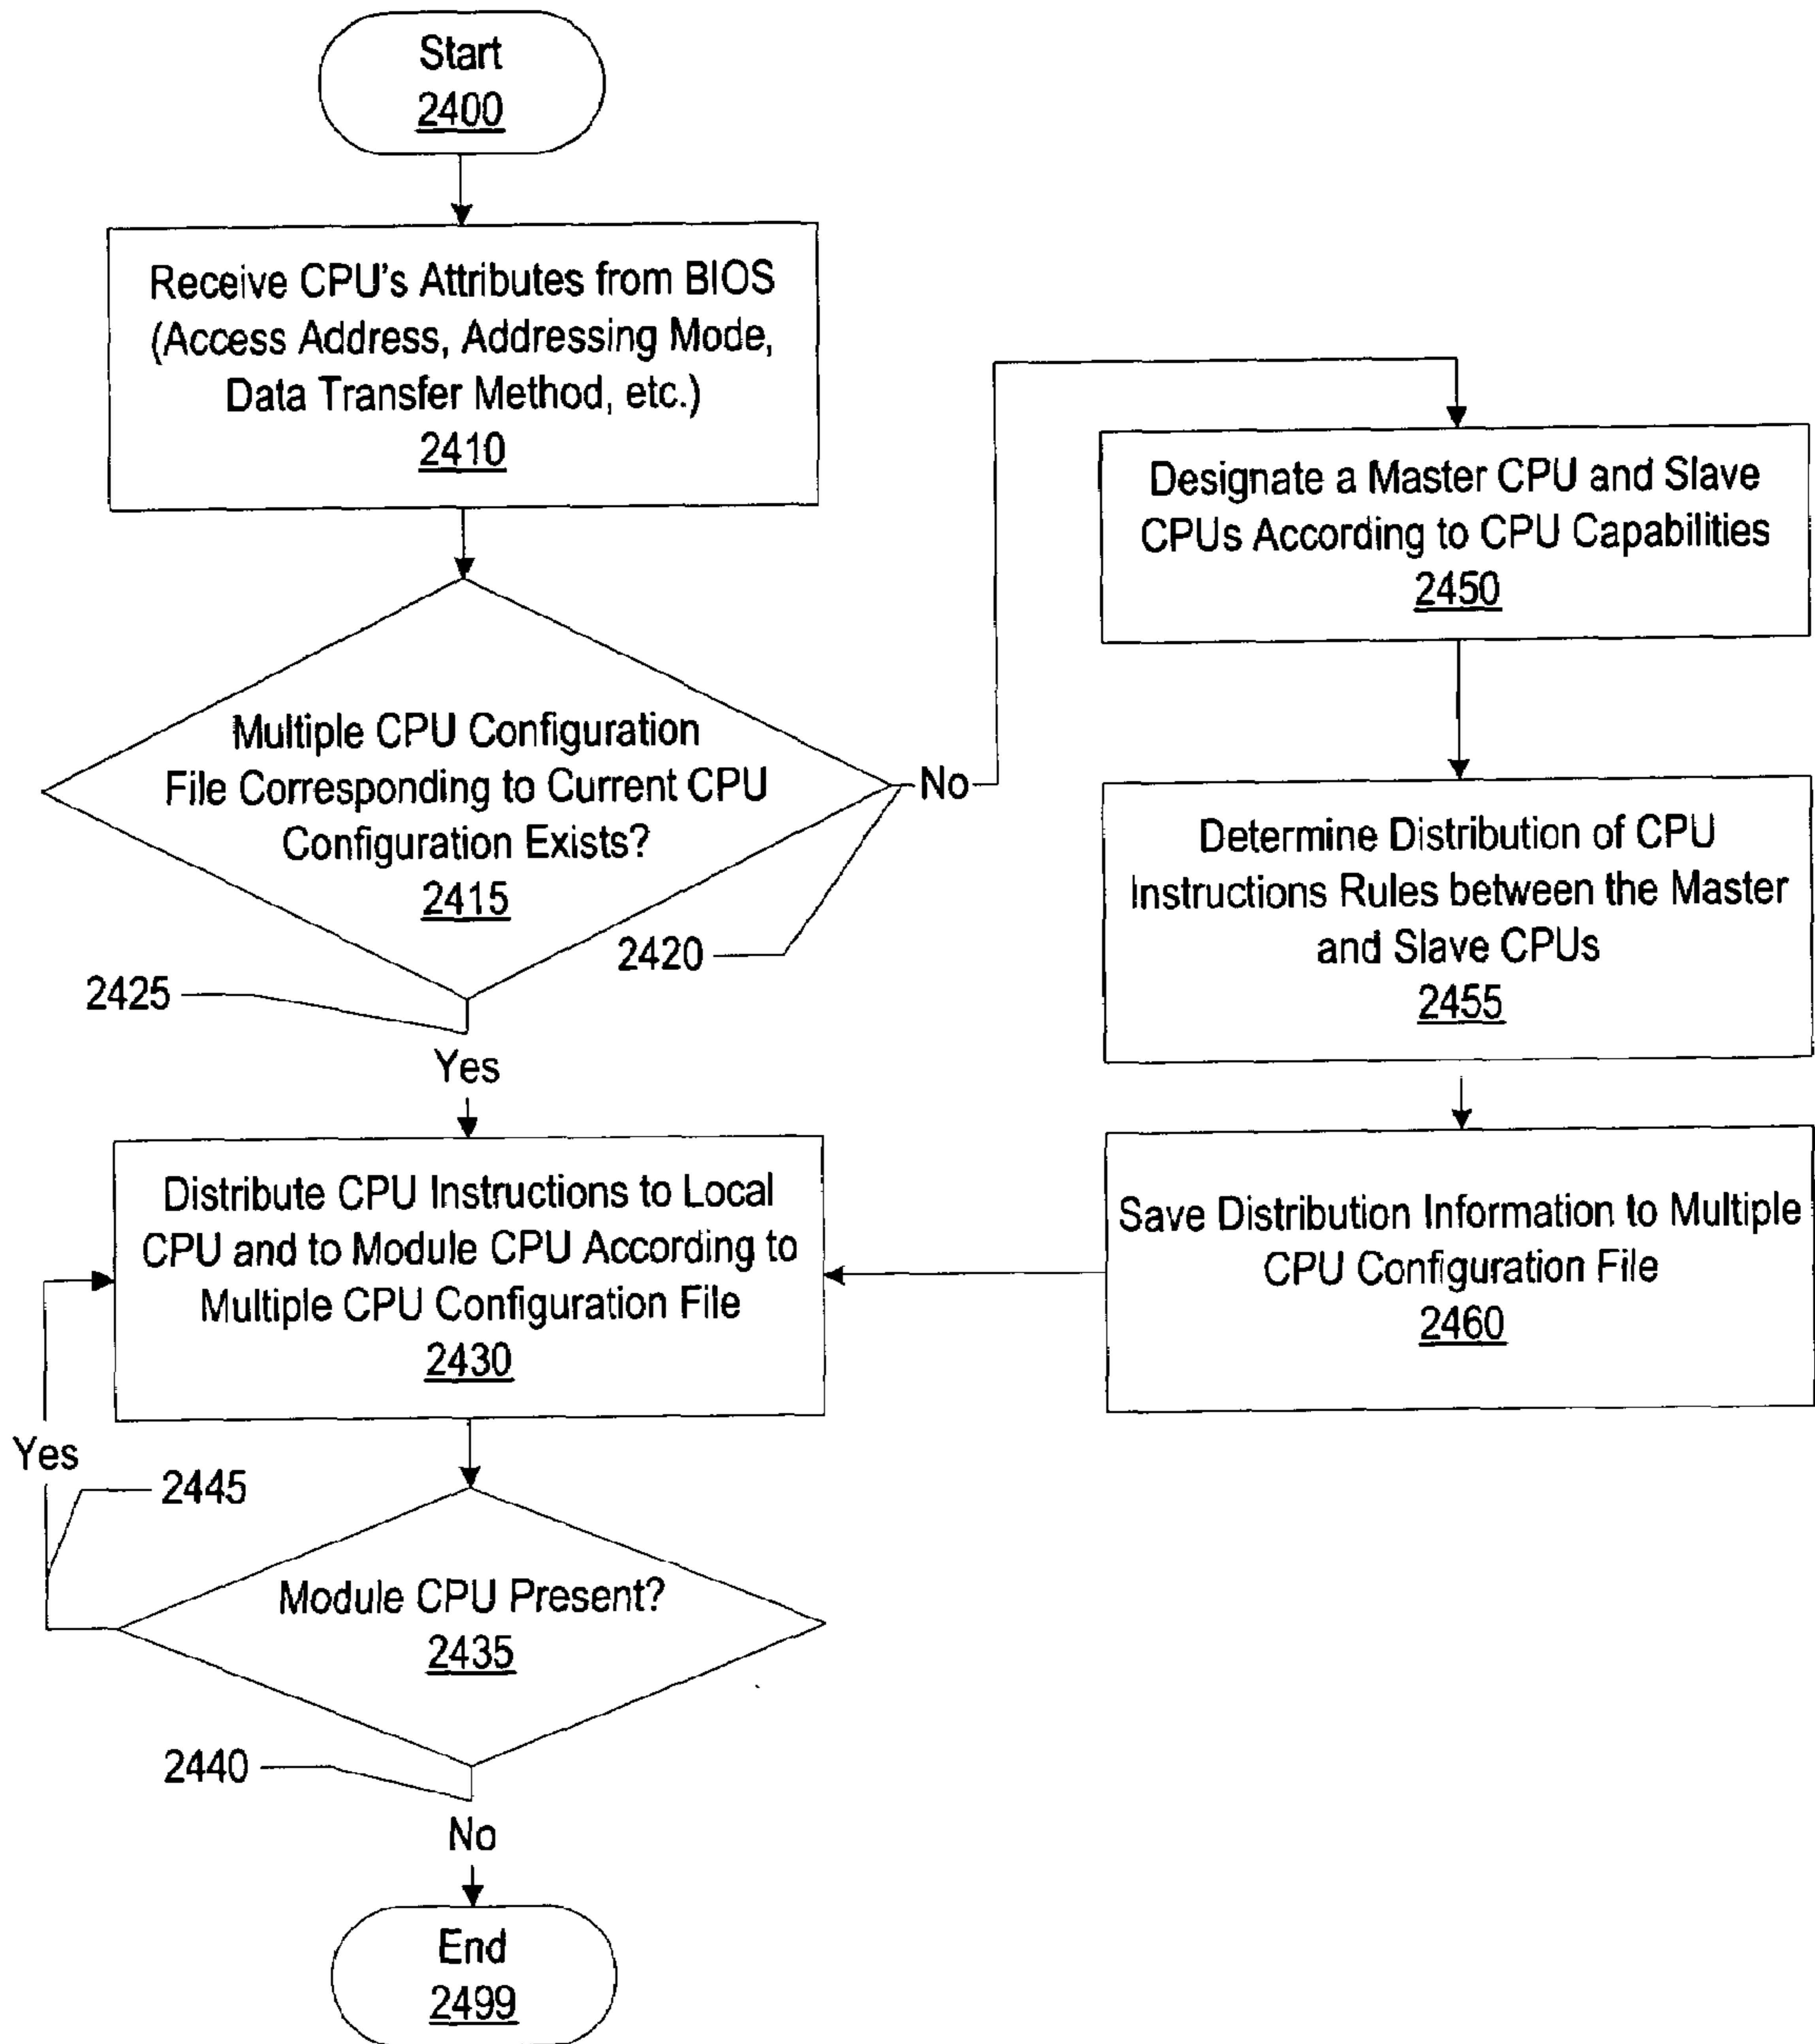 Start
2400
Receive CPU's Attributes from BIOS
(Access Address, Addressing Mode,
Data Transfer Method, etc.)
2410
Multiple CPU Configuration
File Corresponding to Current CPU
Configuration Exists?
2415
No
2420
2425
Yes
Designate a Master CPU and Slave
CPUs According to CPU Capabilities
2450
Determine Distribution of CPU
Instructions Rules between the Master
and Slave CPUs
2455
Save Distribution Information to Multiple
CPU Configuration File
2460
Distribute CPU Instructions to Local
CPU and to Module CPU According to
Multiple CPU Configuration File
2430
Yes
2445
Module CPU Present?
2435
2440
No
End
2499